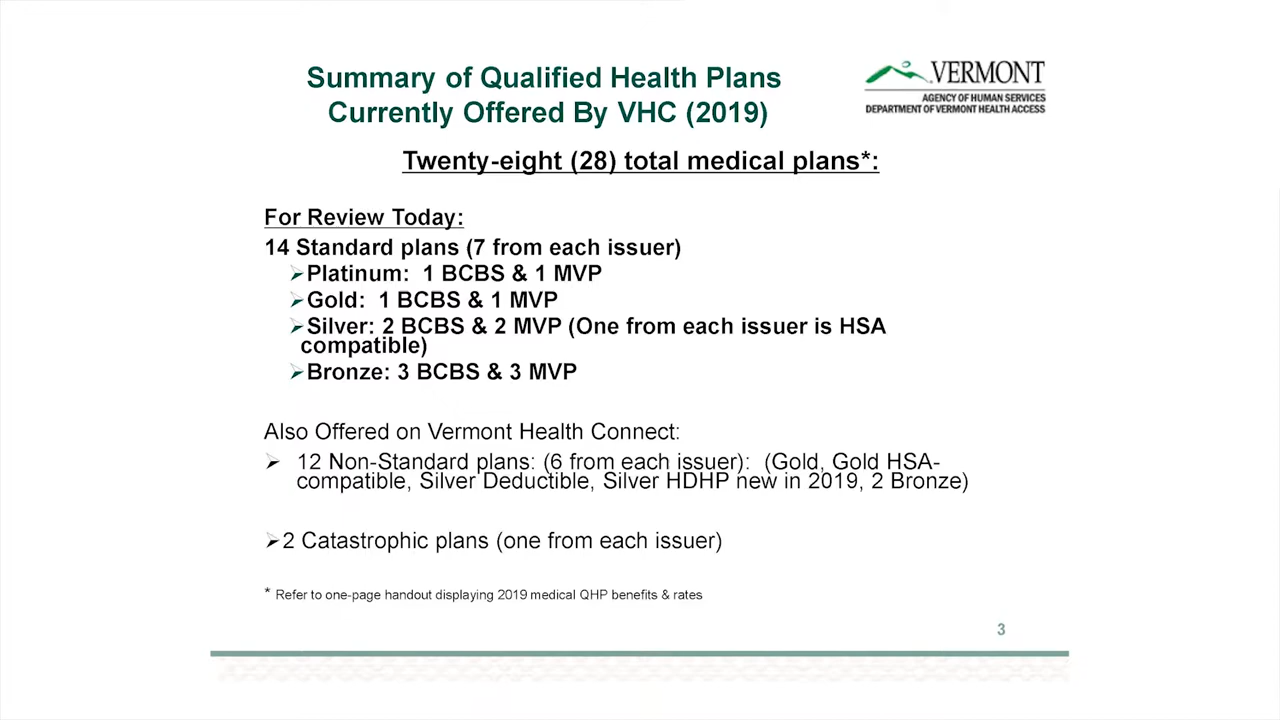 Summary of Qualified Health Plans
Currently Offered By VHC (2019)
VERMONT
AGENCY OF HUMAN SERVICES
DEPARTMENT OF VERMONT HEALTH ACCESS
Twenty-eight (28) total medical plans*:
For Review Today:
14 Standard plans (7 from each issuer)
➢Platinum: 1 BCBS & 1 MVP
➢Gold: 1 BCBS & 1 MVP
➢Silver: 2 BCBS & 2 MVP (One from each issuer is HSA
compatible)
➢Bronze: 3 BCBS & 3 MVP
Also Offered on Vermont Health Connect:
➢ 12 Non-Standard plans: (6 from each issuer): (Gold, Gold HSA-
compatible, Silver Deductible, Silver HDHP new in 2019, 2 Bronze)
➢2 Catastrophic plans (one from each issuer)
* Refer to one-page handout displaying 2019 medical QHP benefits & rates
3